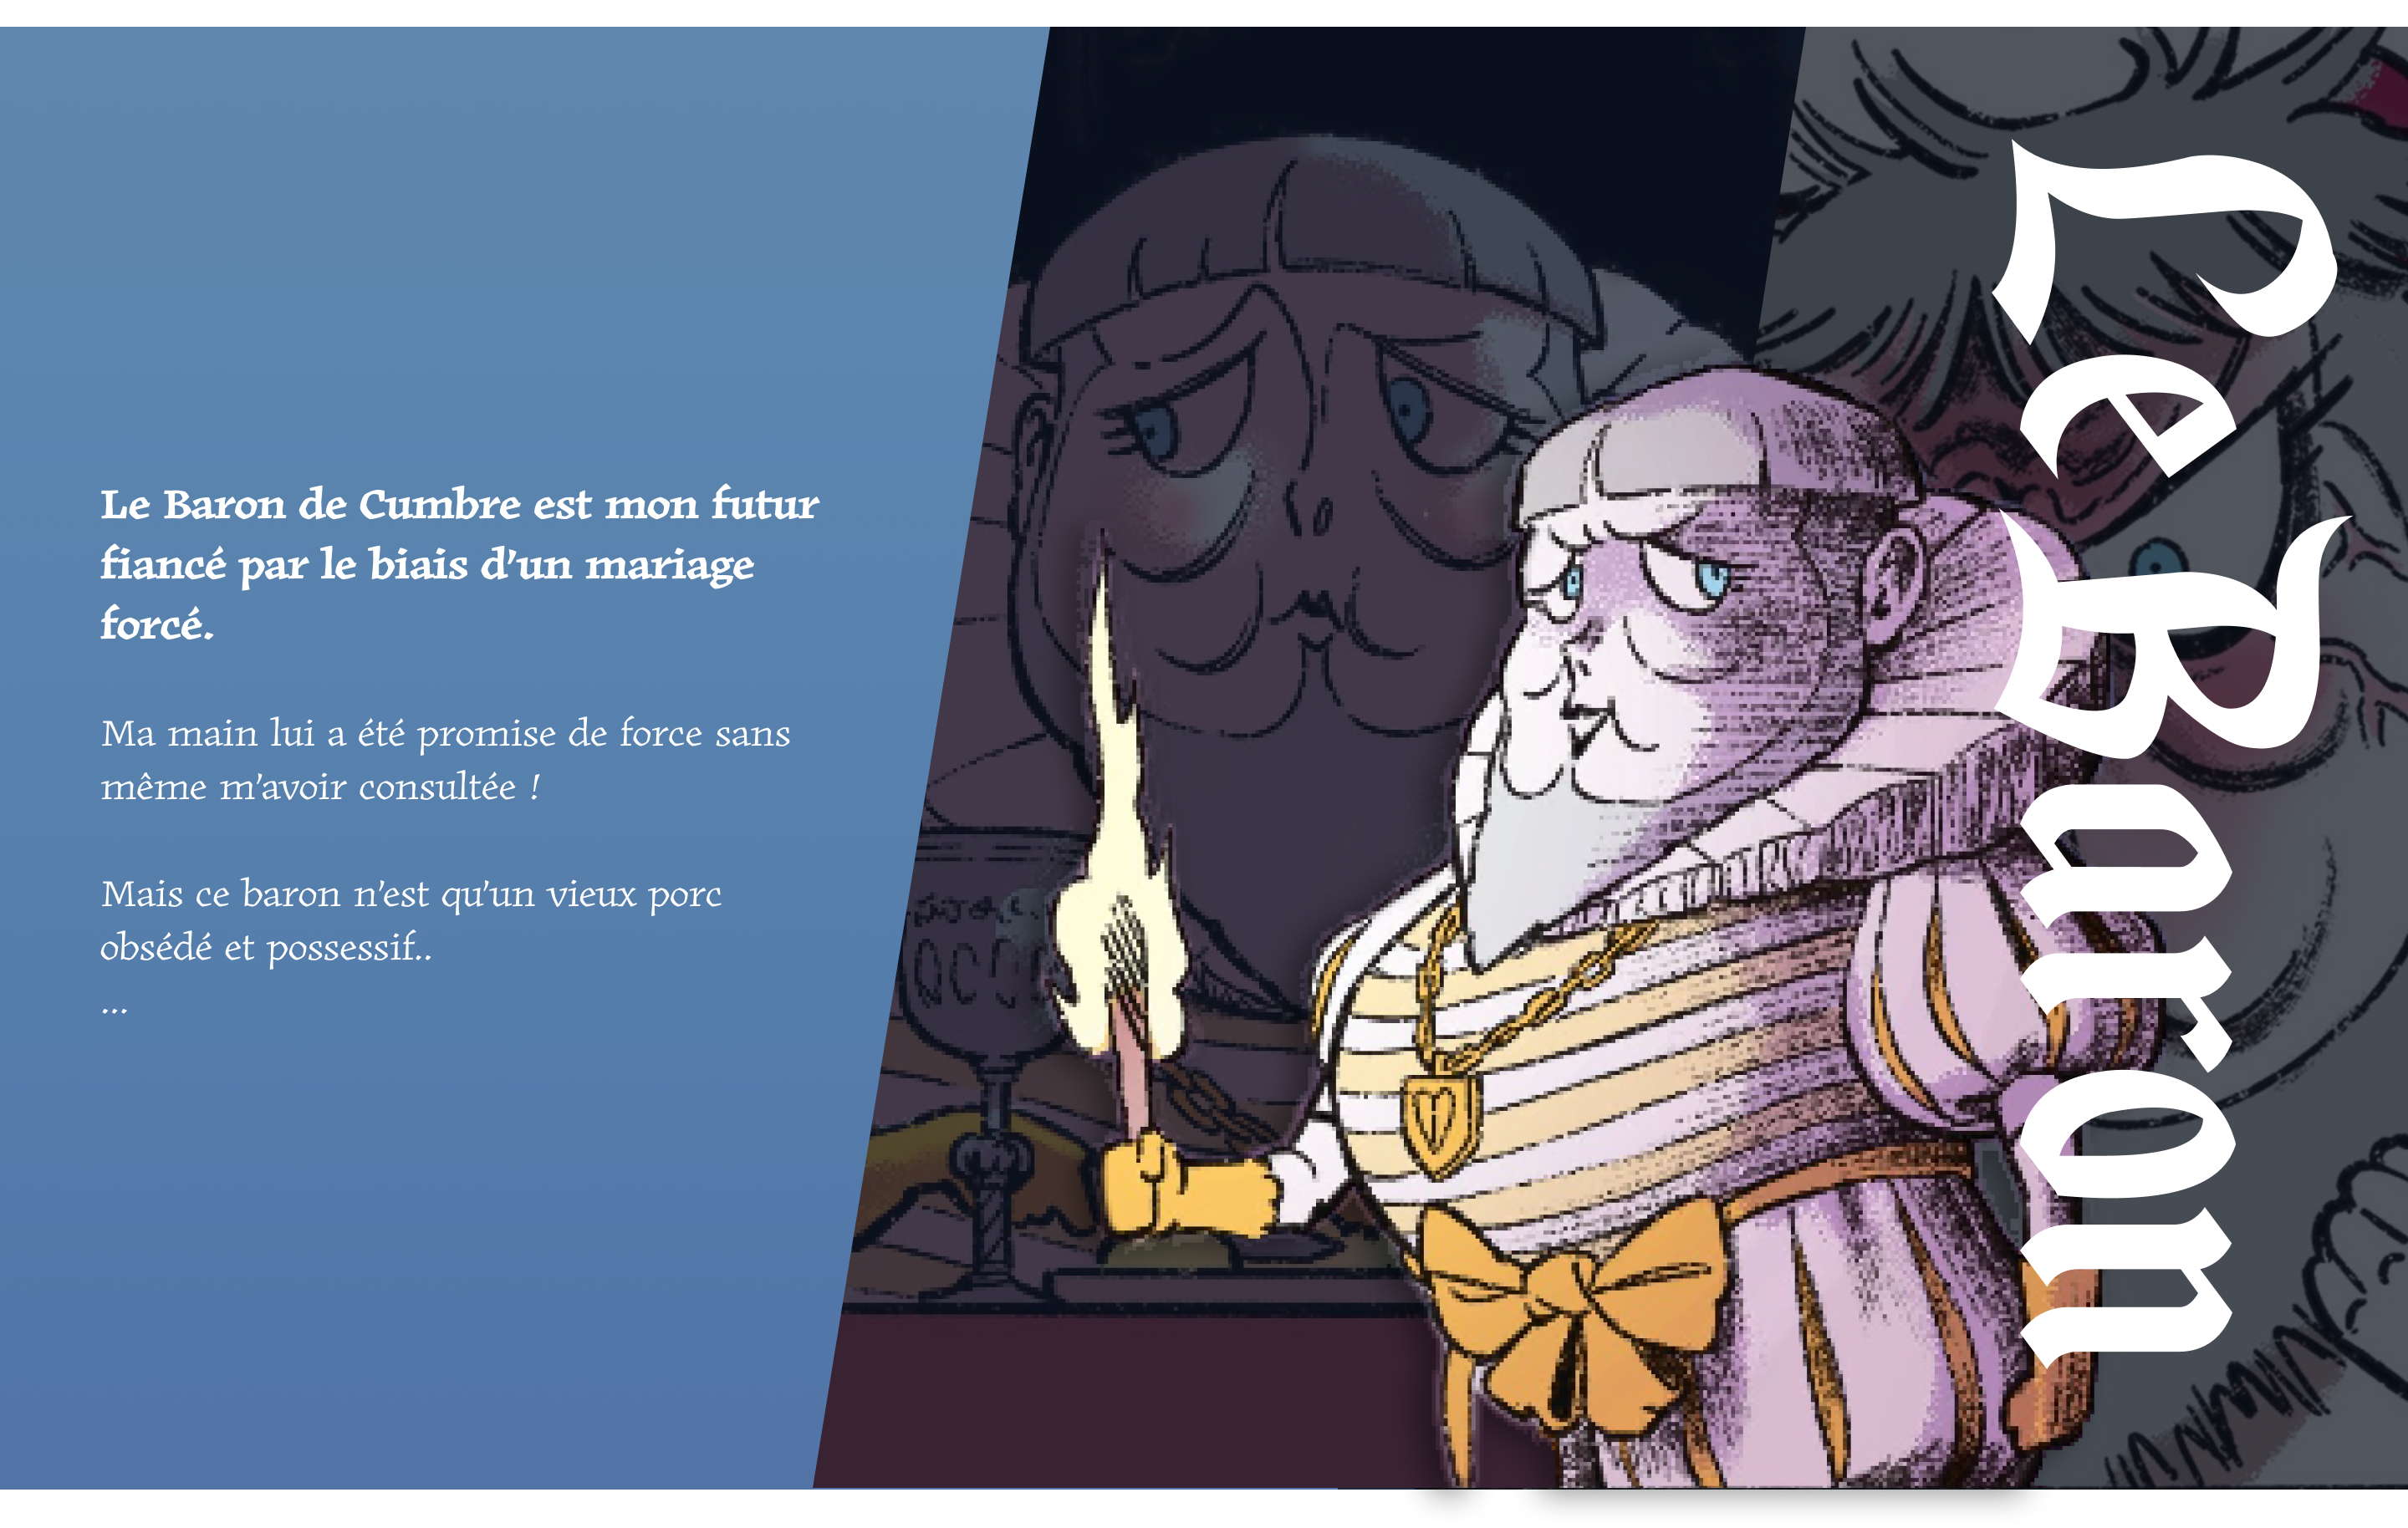 Le Baron de Cumbre est mon futur
fiancé par le biais d'un mariage
forcé.
Ma main lui a été promise de force sans
même m'avoir consultée !
Mais ce baron n'est qu'un vieux porc
obsédé et possessif..
...
Le Baron